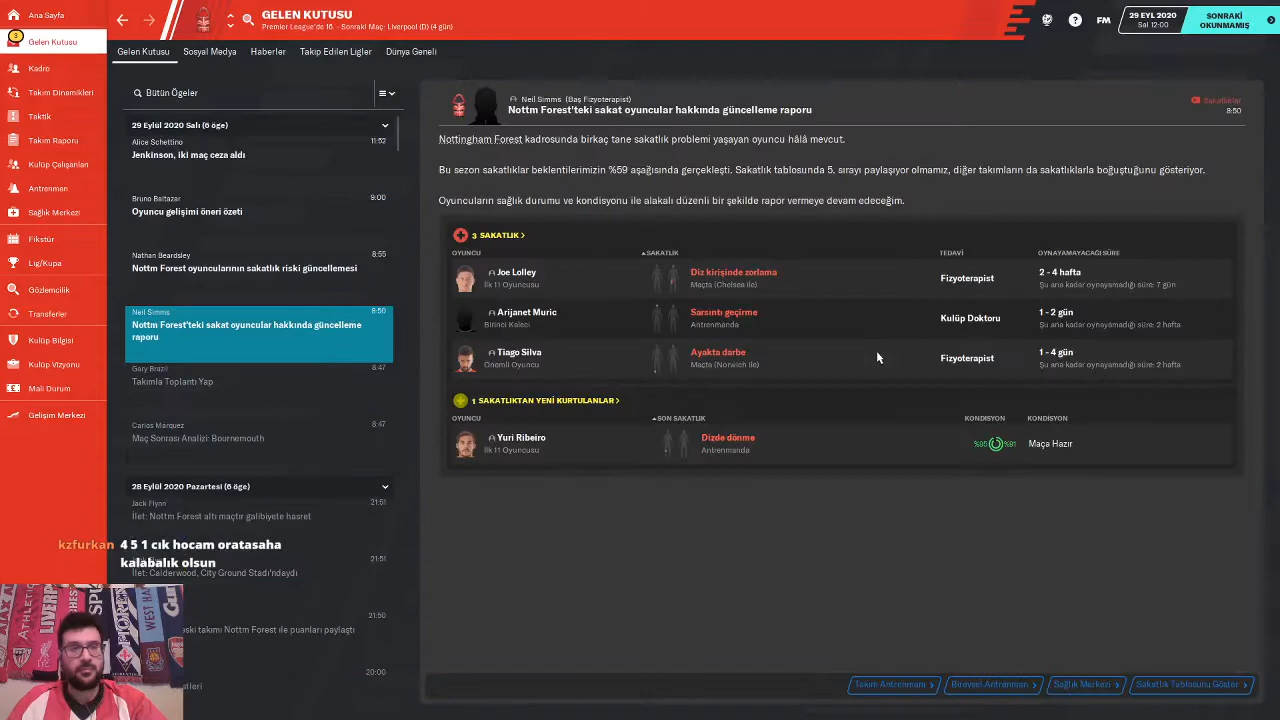 Ana Sayfa
3
Gelen Kutusu
Kadro
Takım Dinamikleri
Taktik
Takım Raporu
Kulüp Çalışanları
Antrenman
Sağlık Merkezi
Fikstür
Lig/Kupa
Gözlemcilik
Transferler
Kulüp Bilgisi
Kulüp Vizyonu
Mali Durum
Gelişim Merkezi
GELEN KUTUSU
Premier League'de 16. - Sonraki Maç: Liverpool (D) (4 gün)
FM
29 EYL 2020
Sal 12:00
SONRAKİ
OKUNMAMIŞ
Gelen Kutusu
Sosyal Medya
Haberler
Takip Edilen Ligler
Dünya Geneli
Bütün Ögeler
29 Eylül 2020 Salı (6 öge)
Alice Schettino
11:52
Jenkinson, iki maç ceza aldı
Bruno Baltazar
9:00
Oyuncu gelişimi öneri özeti
Nathan Beardsley
8:55
Nottm Forest oyuncularının sakatlık riski güncellemesi
Neil Simms
8:50
Nottm Forest'teki sakat oyuncular hakkında güncelleme
raporu
Gary Brazil
8:47
Takımla Toplantı Yap
Carlos Marquez
8:47
Maç Sonrası Analizi: Bournemouth
28 Eylül 2020 Pazartesi (6 öge)
Jack Flynn
21:51
İlet: Nottm Forest altı maçtır galibiyete hasret
21:51
İlet: Calderwood, City Ground Stadı'ndaydı
21:50
eski takımı Nottm Forest ile puanları paylaştı
20:00
kzfurkan 4 5 1 cık hocam oratasaha
kalabalık olsun
Neil Simms (Baş Fizyoterapist)
Nottm Forest'teki sakat oyuncular hakkında güncelleme raporu
Sakatlıklar
8:50
Nottingham Forest kadrosunda birkaç tane sakatlık problemi yaşayan oyuncu hâlâ mevcut.
Bu sezon sakatlıklar beklentilerimizin %59 aşağısında gerçekleşti. Sakatlık tablosunda 5. sırayı paylaşıyor olmamız, diğer takımların da sakatlıklarla boğuştuğunu gösteriyor.
Oyuncuların sağlık durumu ve kondisyonu ile alakalı düzenli bir şekilde rapor vermeye devam edeceğim.
3 SAKATLIK
OYUNCU
SAKATLIK
TEDAVİ
OYNAYAMAYACAĞI SÜRE
Joe Lolley
İlk 11 Oyuncusu
Diz kirişinde zorlama
Maçta (Chelsea ile)
Fizyoterapist
2 - 4 hafta
Şu ana kadar oynayamadığı süre: 7 gün
Arijanet Muric
Birinci Kaleci
Sarsıntı geçirme
Antrenmanda
Kulüp Doktoru
1 - 2 gün
Şu ana kadar oynayamadığı süre: 2 hafta
Tiago Silva
Önemli Oyuncu
Ayakta darbe
Maçta (Norwich ile)
Fizyoterapist
1 - 4 gün
Şu ana kadar oynayamadığı süre: 2 hafta
1 SAKATLIKTAN YENİ KURTULANLAR
OYUNCU
SON SAKATLIK
KONDİSYON
KONDİSYON
Yuri Ribeiro
İlk 11 Oyuncusu
Dizde dönme
Antrenmanda
%85
%91
Maça Hazır
Takım Antrenmanı
Bireysel Antrenman
Sağlık Merkezi
Sakatlık Tablosunu Göster